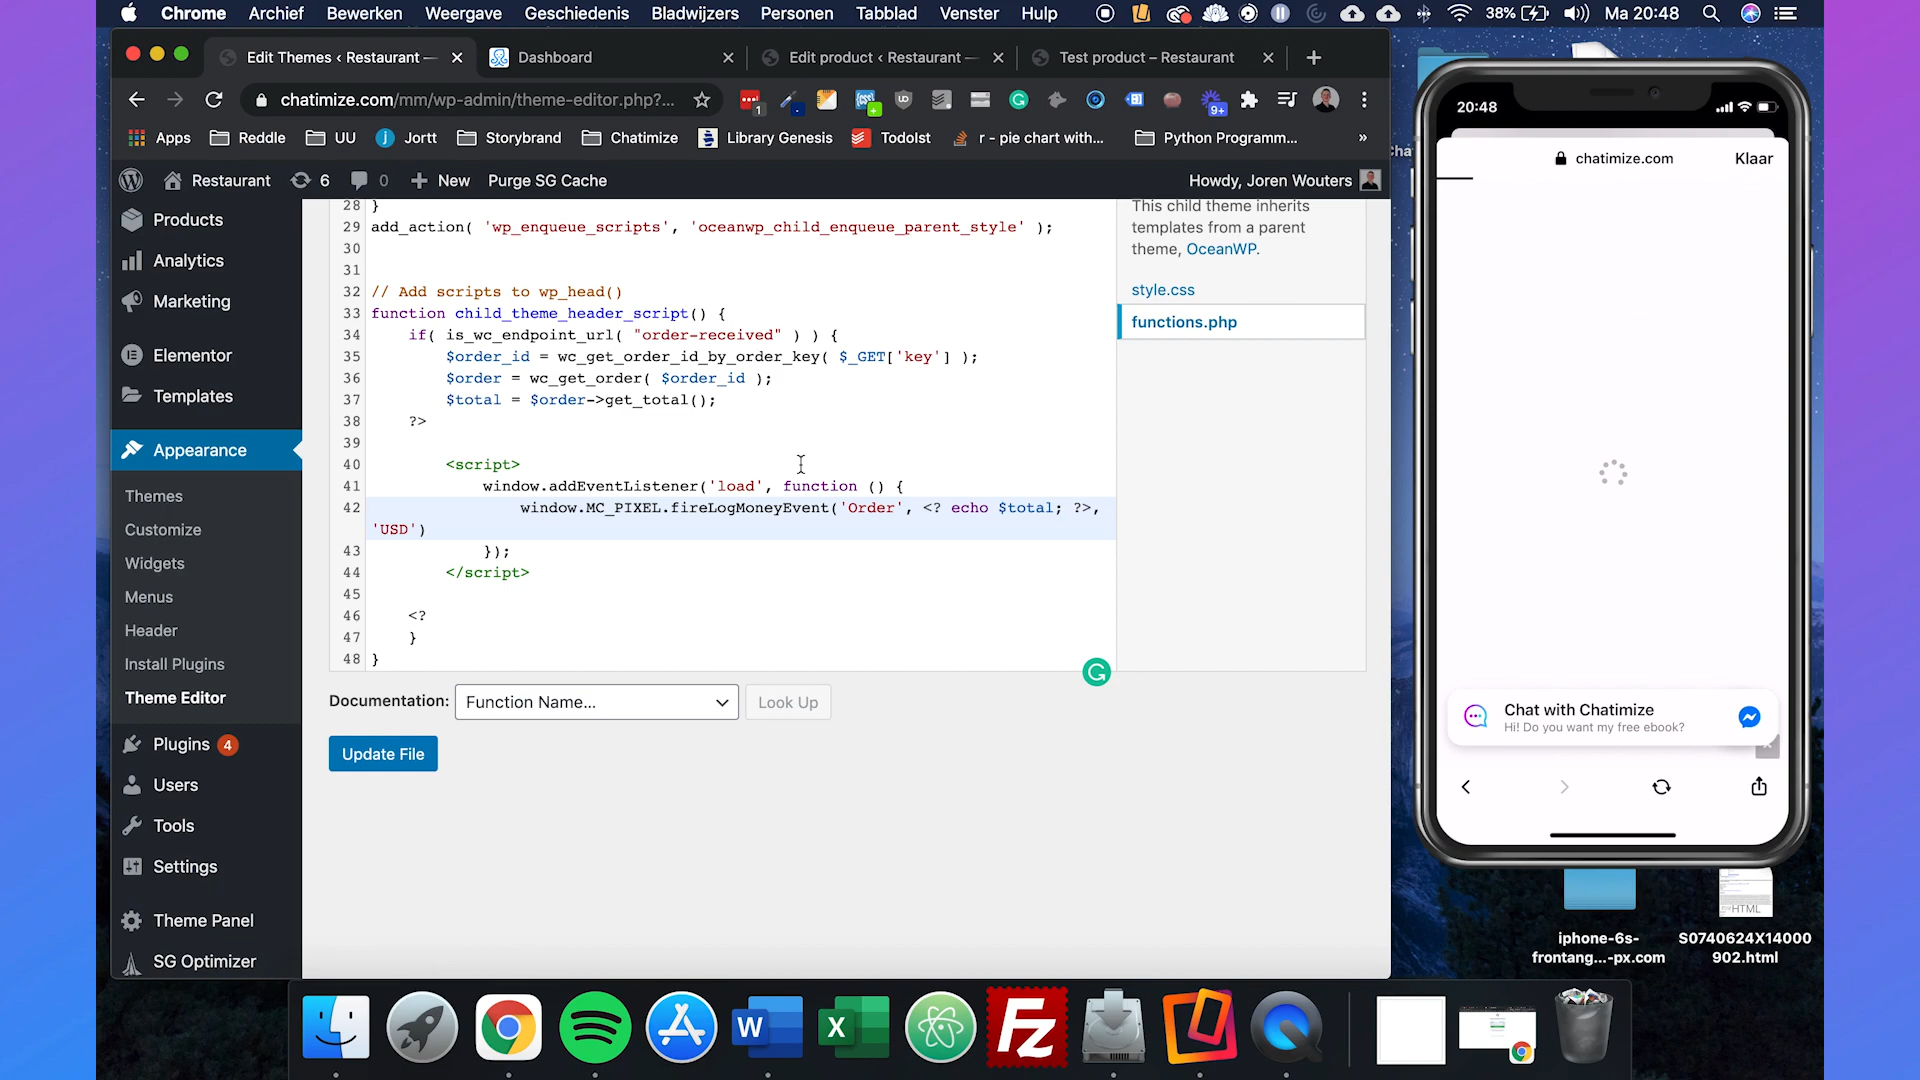 Chrome Archief Bewerken Weergave Geschiedenis Bladwijzers Personen Tabblad Venster Hulp 38% Ma 20:48
Edit Themes ‹ Restaurant —
Dashboard
Edit product ‹ Restaurant —
Test product – Restaurant
chatimize.com/mm/wp-admin/theme-editor.php?...
1
9+
Apps Reddle UU Jortt Storybrand Chatimize Library Genesis TodoIst r - pie chart with... Python Programm... »
Restaurant 6 0 New Purge SG Cache Howdy, Joren Wouters
Products
Analytics
Marketing
Elementor
Templates
Appearance
Themes
Customize
Widgets
Menus
Header
Install Plugins
Theme Editor
Plugins 4
Users
Tools
Settings
Theme Panel
SG Optimizer
28 }
29 add_action( 'wp_enqueue_scripts', 'oceanwp_child_enqueue_parent_style' );
30
31
32 // Add scripts to wp_head()
33 function child_theme_header_script() {
34 if( is_wc_endpoint_url( "order-received" ) ) {
35 $order_id = wc_get_order_id_by_order_key( $_GET['key'] );
36 $order = wc_get_order( $order_id );
37 $total = $order->get_total();
38 ?>
39
40 <script>
41 window.addEventListener('load', function () {
42 window.MC_PIXEL.fireLogMoneyEvent('Order', <? echo $total; ?>,
'USD')
43 });
44 </script>
45
46 <?
47 }
48 }
This child theme inherits
templates from a parent
theme, OceanWP.
style.css
functions.php
Documentation: Function Name... Look Up
Update File
20:48
chatimize.com Klaar
Chat with Chatimize
Hi! Do you want my free ebook?
HTML
iphone-6s-
frontang...-px.com
S0740624X14000
902.html
W
X
Fz